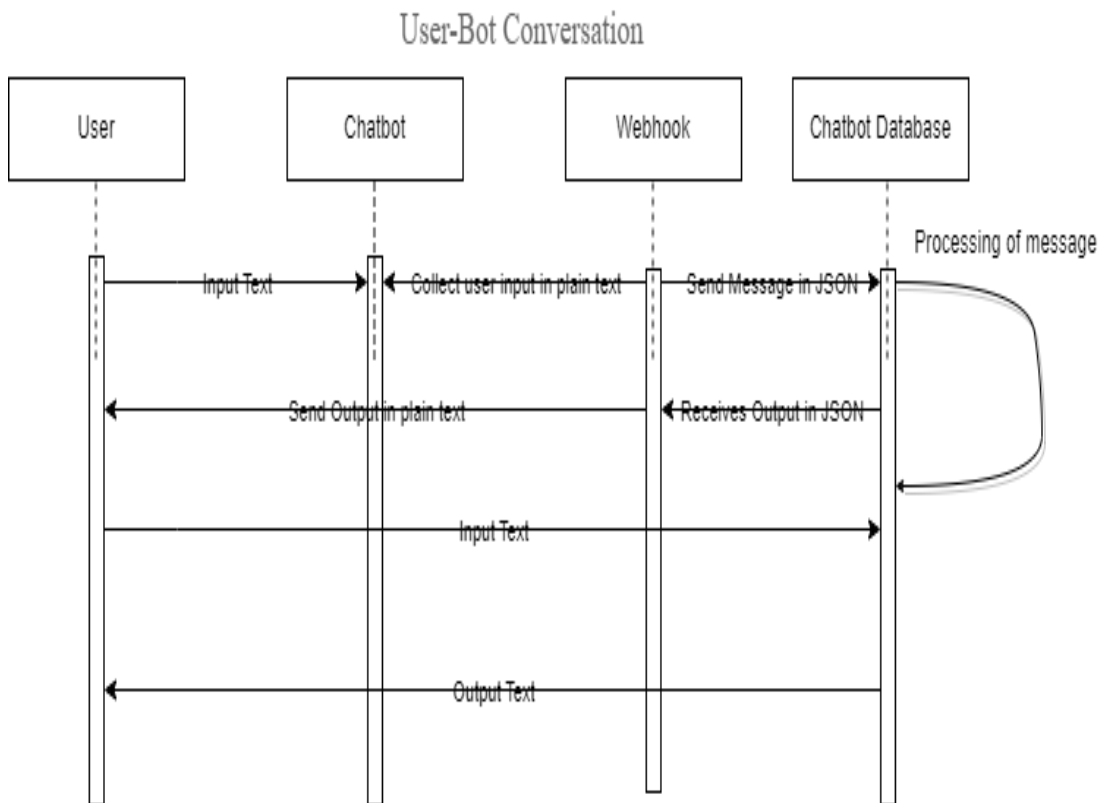 User-Bot Conversation
User
Chatbot
Webhook
Chatbot Database
Processing of message
Input Text
Collect user input in plain text
Send Message in JSON
Send Output in plain text
Receives Output in JSON
Input Text
Output Text